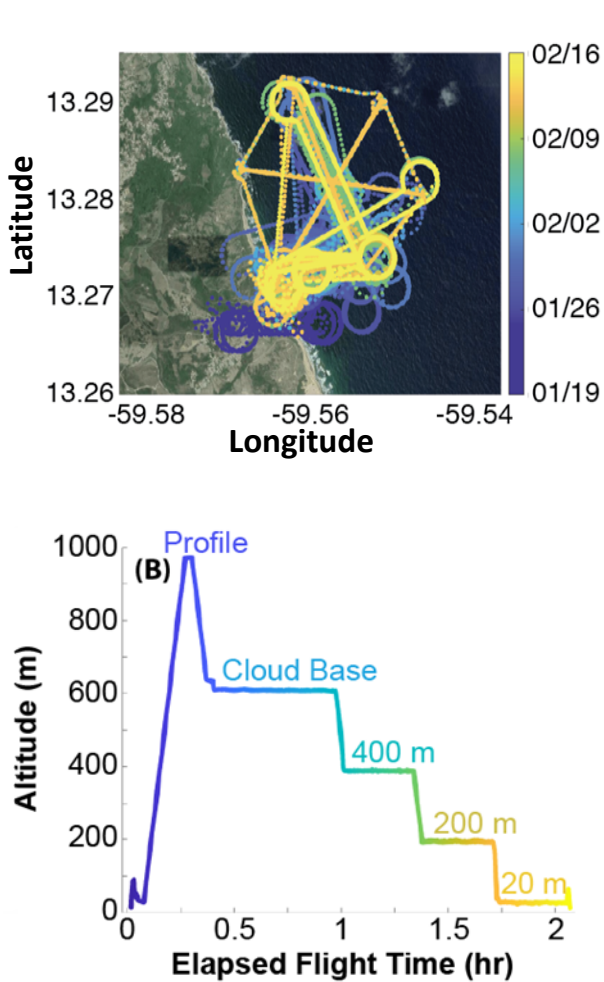 02/16
13.29
02/09
13.28
02/02
13.27
01/26
13.26
01/19
-59.58
-59.56
-59.54
Latitude
Longitude
1000
Profile
(B)
800
Cloud Base
600
400 m
400
200 m
200
20 m
0
0
0.5
1
1.5
2
Altitude (m)
Elapsed Flight Time (hr)